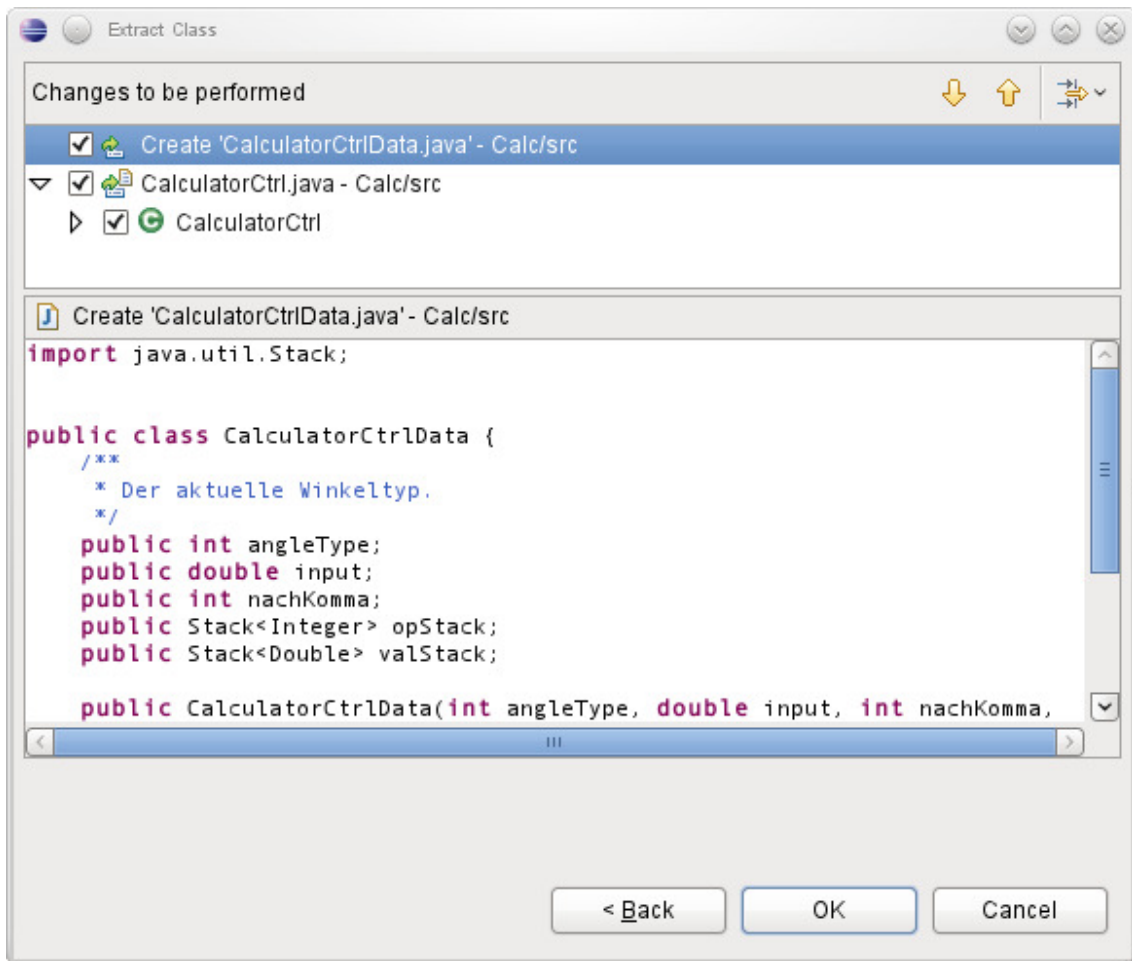 Extract Class
Changes to be performed
Create 'CalculatorCtrlData.java' - Calc/src
CalculatorCtrl.java - Calc/src
CalculatorCtrl
Create 'CalculatorCtrlData.java' - Calc/src
import java.util.Stack;
public class CalculatorCtrlData {
/**
* Der aktuelle Winkeltyp.
*/
public int angleType;
public double input;
public int nachKomma;
public Stack<Integer> opStack;
public Stack<Double> valStack;
public CalculatorCtrlData(int angleType, double input, int nachKomma,
< Back
OK
Cancel